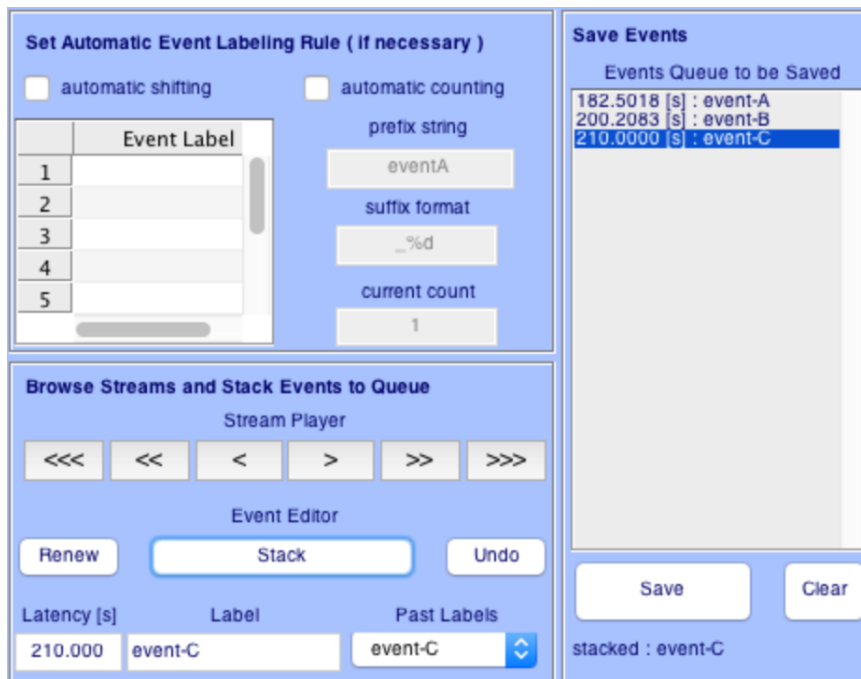 Set Automatic Event Labeling Rule ( if necessary )
automatic shifting
automatic counting
Event Label
1
2
3
4
5
prefix string
eventA
suffix format
_%d
current count
1
Browse Streams and Stack Events to Queue
Stream Player
<<< << < > >> >>>
Event Editor
Renew Stack Undo
Latency [s] Label Past Labels
210.000 event-C event-C
Save Events
Events Queue to be Saved
182.5018 [s] : event-A
200.2083 [s] : event-B
210.0000 [s] : event-C
Save Clear
stacked : event-C